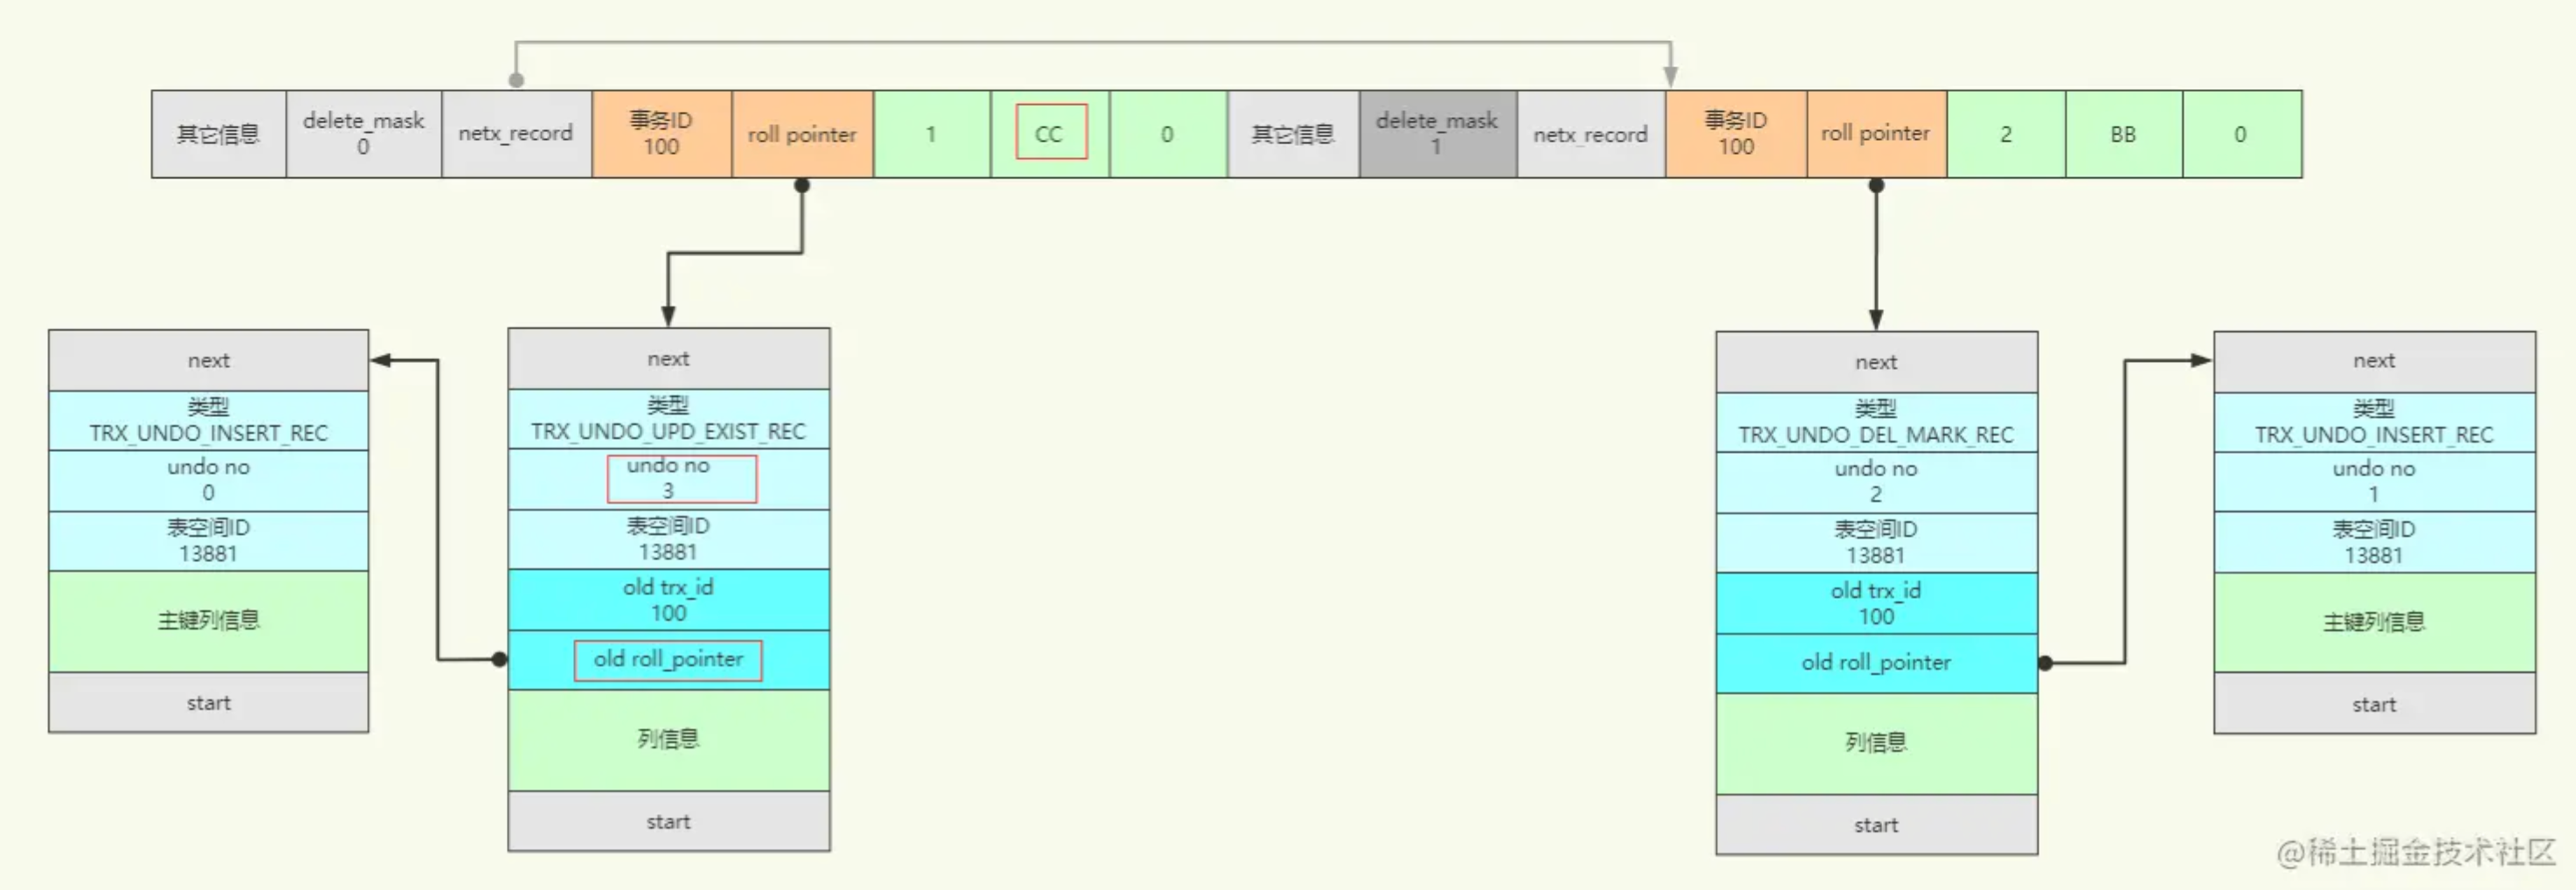 其它信息
delete_mask
0
netx_record
事务ID
100
roll pointer
1
CC
0
其它信息
delete_mask
1
netx_record
事务ID
100
roll pointer
2
BB
0
next
类型
TRX_UNDO_INSERT_REC
undo no
0
表空间ID
13881
主键列信息
start
next
类型
TRX_UNDO_UPD_EXIST_REC
undo no
3
表空间ID
13881
old trx_id
100
old roll_pointer
列信息
start
next
类型
TRX_UNDO_DEL_MARK_REC
undo no
2
表空间ID
13881
old trx_id
100
old roll_pointer
列信息
start
next
类型
TRX_UNDO_INSERT_REC
undo no
1
表空间ID
13881
主键列信息
start
@稀土掘金技术社区